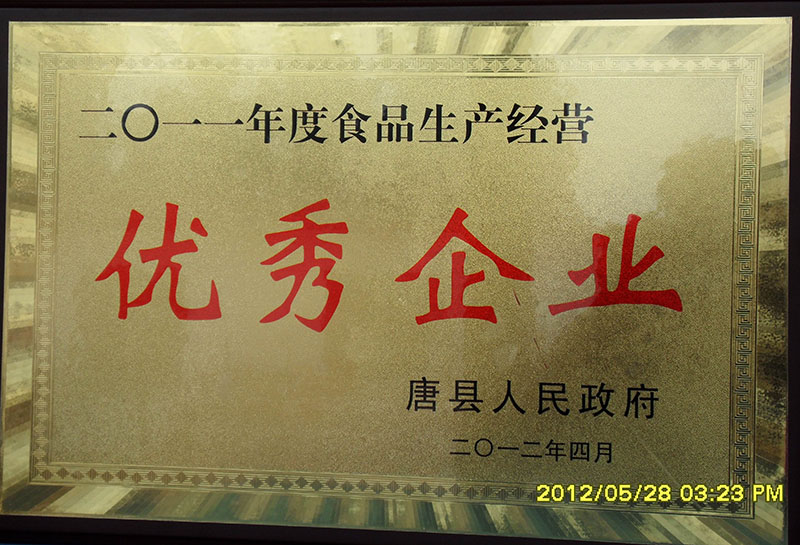 二〇一一年度食品生产经营
优秀企业
唐县人民政府
二〇一二年四月
2012/05/28 03:23 PM